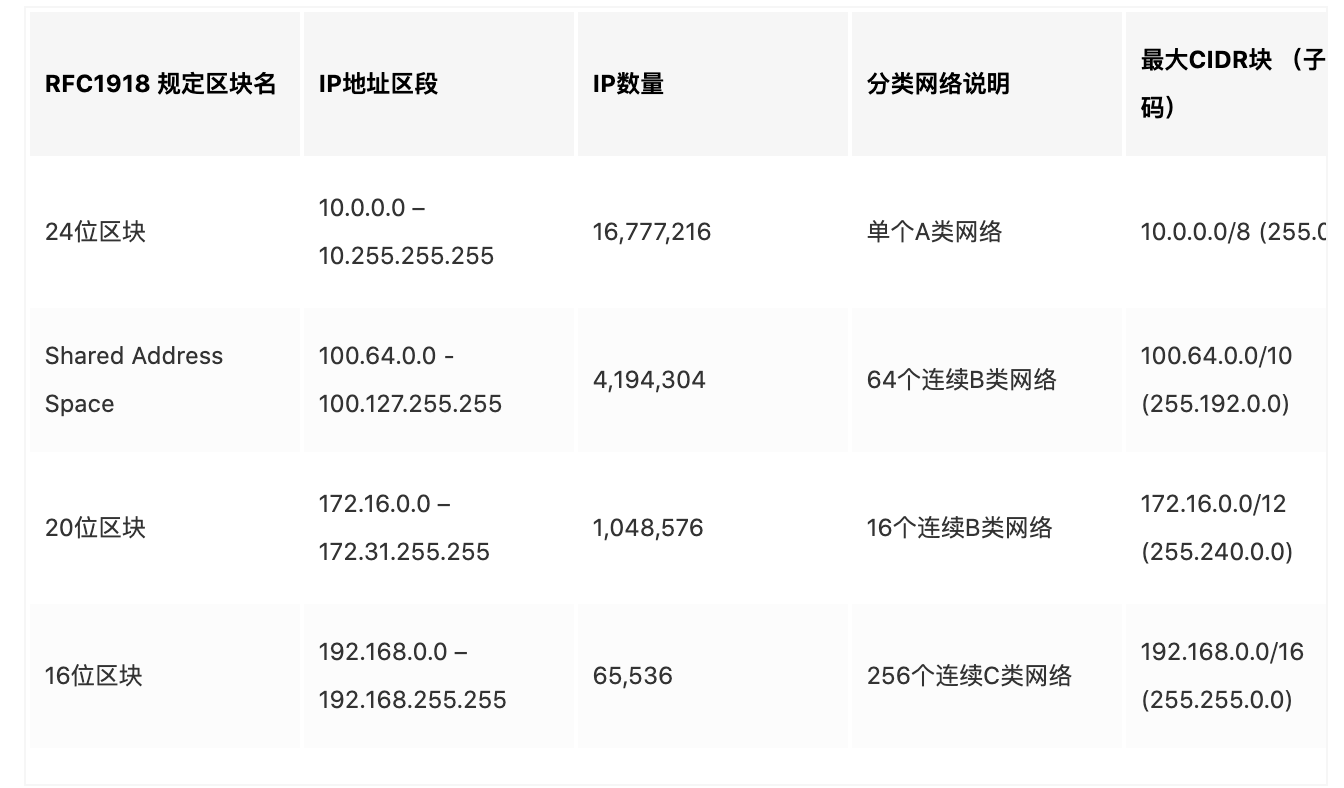 RFC1918 规定区块名
IP地址区段
IP数量
分类网络说明
最大CIDR块 （子
码）
24位区块
10.0.0.0 –
10.255.255.255
16,777,216
单个A类网络
10.0.0.0/8 (255.0
Shared Address
Space
100.64.0.0 -
100.127.255.255
4,194,304
64个连续B类网络
100.64.0.0/10
(255.192.0.0)
20位区块
172.16.0.0 –
172.31.255.255
1,048,576
16个连续B类网络
172.16.0.0/12
(255.240.0.0)
16位区块
192.168.0.0 –
192.168.255.255
65,536
256个连续C类网络
192.168.0.0/16
(255.255.0.0)